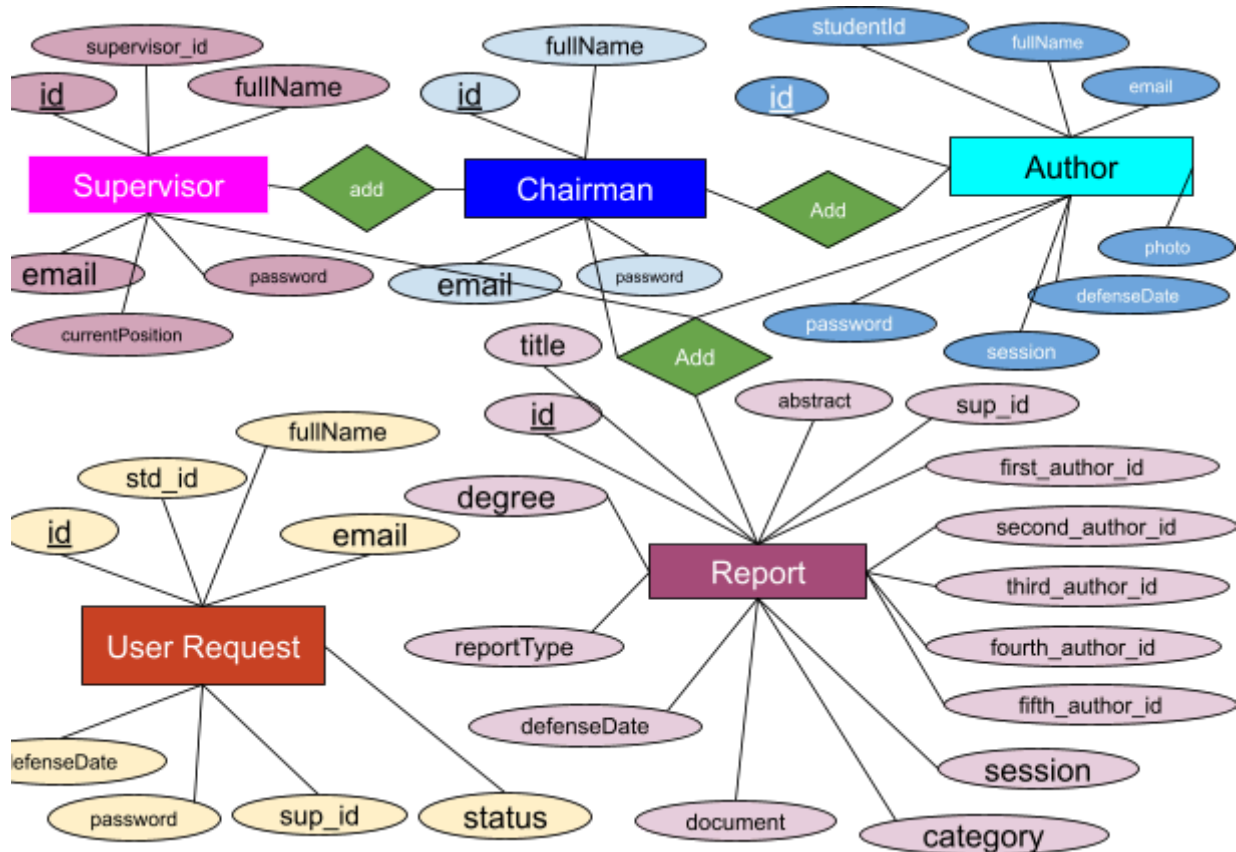 studentId
fullName
supervisor_id
fullName
fullName
id
id
id
email
Supervisor
add
Chairman
Add
Author
email
password
email
password
photo
defenseDate
currentPosition
password
session
title
Add
id
abstract
sup_id
fullName
std_id
degree
first_author_id
id
email
second_author_id
Report
third_author_id
User Request
reportType
fourth_author_id
fifth_author_id
defenseDate
defenseDate
session
password
sup_id
status
document
category